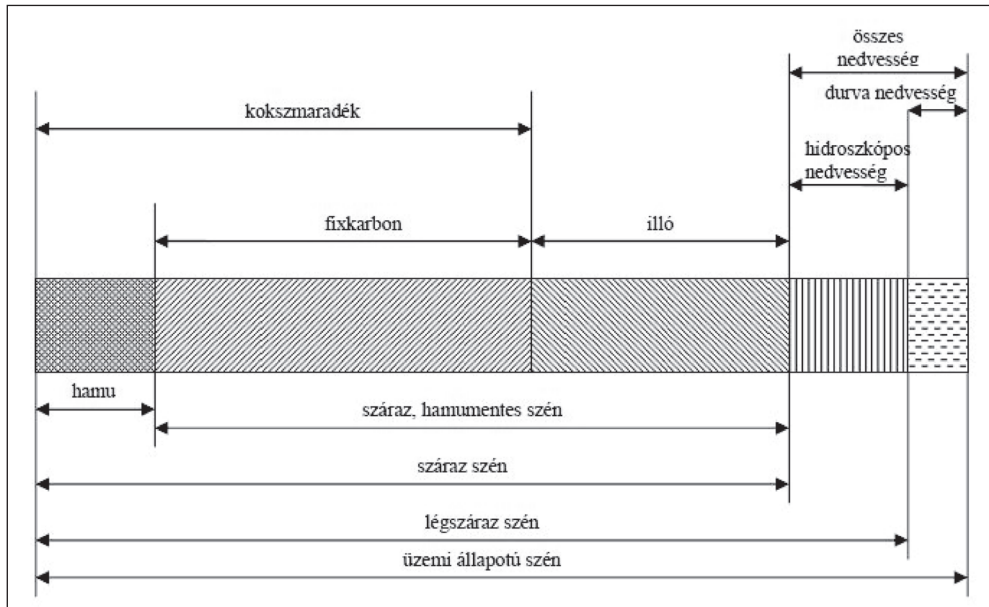 összes
nedvesség
durva nedvesség
kokszmaradék
hidroszkópos
nedvesség
fixkarbon
illó
hamu
száraz, hamumentes szén
száraz szén
légszáraz szén
üzemi állapotú szén